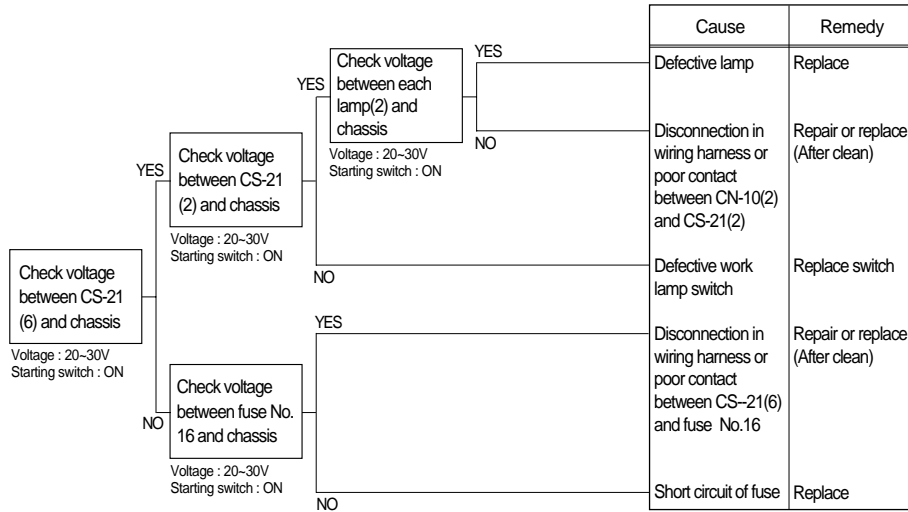 Cause
Remedy
Check voltage
between CS-21
(6) and chassis
Voltage : 20~30V
Starting switch : ON
YES
Check voltage
between CS-21
(2) and chassis
Voltage : 20~30V
Starting switch : ON
YES
Check voltage
between each
lamp(2) and
chassis
Voltage : 20~30V
Starting switch : ON
YES
Defective lamp
Replace
NO
Disconnection in
wiring harness or
poor contact
between CN-10(2)
and CS-21(2)
Repair or replace
(After clean)
NO
Defective work
lamp switch
Replace switch
NO
Check voltage
between fuse No.
16 and chassis
Voltage : 20~30V
Starting switch : ON
YES
Disconnection in
wiring harness or
poor contact
between CS--21(6)
and fuse No.16
Repair or replace
(After clean)
NO
Short circuit of fuse
Replace